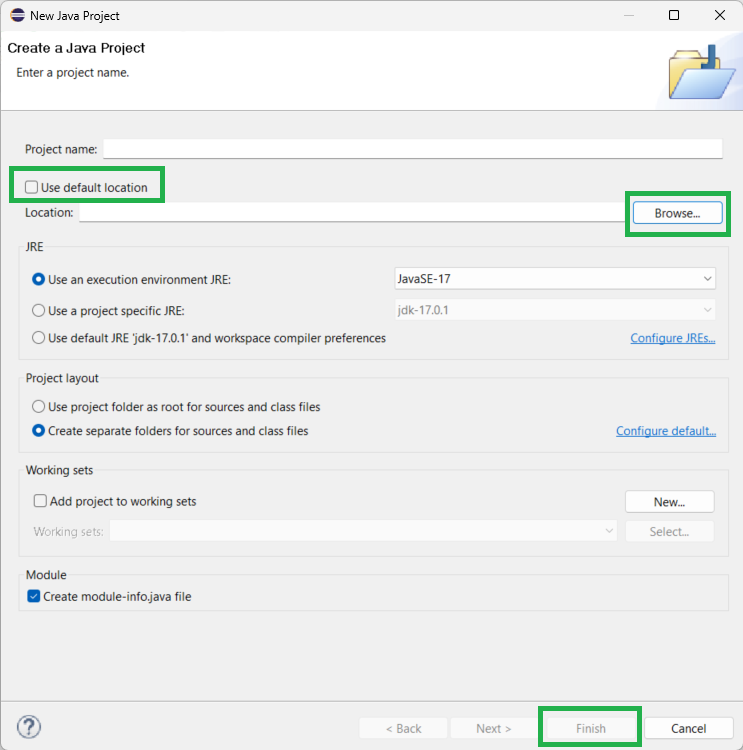 New Java Project
Create a Java Project
Enter a project name.
Project name:
Use default location
Location:
Browse...
JRE
Use an execution environment JRE:
JavaSE-17
Use a project specific JRE:
jdk-17.0.1
Use default JRE 'jdk-17.0.1' and workspace compiler preferences
Configure JREs...
Project layout
Use project folder as root for sources and class files
Create separate folders for sources and class files
Configure default...
Working sets
Add project to working sets
New...
Working sets:
Select...
Module
Create module-info.java file
?
< Back
Next >
Finish
Cancel